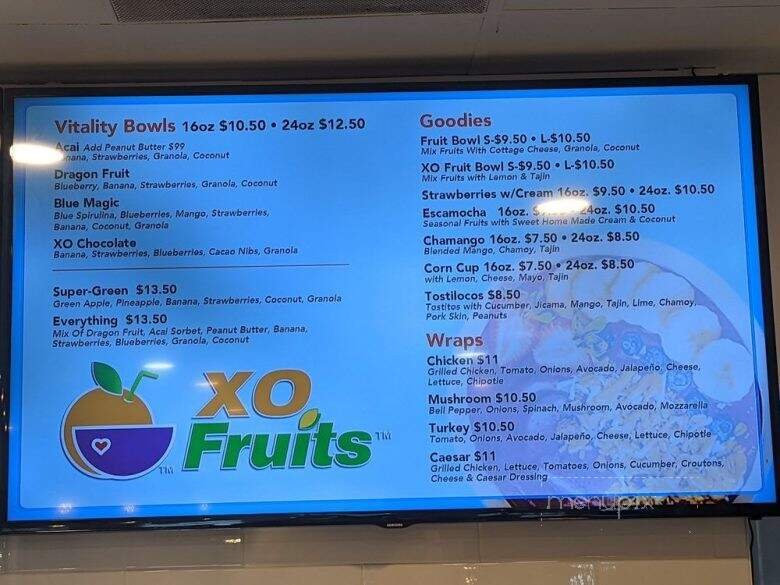 Vitality Bowls 16oz $10.50 • 24oz $12.50
Acai Add Peanut Butter $99
Banana, Strawberries, Granola, Coconut
Dragon Fruit
Blueberry, Banana, Strawberries, Granola, Coconut
Blue Magic
Blue Spirulina, Blueberries, Mango, Strawberries,
Banana, Coconut, Granola
XO Chocolate
Banana, Strawberries, Blueberries, Cacao Nibs, Granola
Super-Green $13.50
Green Apple, Pineapple, Banana, Strawberries, Coconut, Granola
Everything $13.50
Mix Of Dragon Fruit, Acai Sorbet, Peanut Butter, Banana,
Strawberries, Blueberries, Granola, Coconut
XO
Fruits TM
TM
Goodies
Fruit Bowl S-$9.50 • L-$10.50
Mix Fruits With Cottage Cheese, Granola, Coconut
XO Fruit Bowl S-$9.50 • L-$10.50
Mix Fruits with Lemon & Tajin
Strawberries w/Cream 16oz. $9.50 • 24oz. $10.50
Escamocha 16oz. 24oz. $10.50
Seasonal Fruits with Sweet Home Made Cream & Coconut
Chamango 16oz. $7.50 • 24oz. $8.50
Blended Mango, Chamoy, Tajin
Corn Cup 16oz. $7.50 • 24oz. $8.50
with Lemon, Cheese, Mayo, Tajin
Tostilocos $8.50
Tostitos with Cucumber, Jicama, Mango, Tajin, Lime, Chamoy,
Pork Skin, Peanuts
Wraps
Chicken $11
Grilled Chicken, Tomato, Onions, Avocado, Jalapeño, Cheese,
Lettuce, Chipotle
Mushroom $10.50
Bell Pepper, Onions, Spinach, Mushroom, Avocado, Mozzarella
Turkey $10.50
Tomato, Onions, Avocado, Jalapeño, Cheese, Lettuce, Chipotle
Caesar $11
Grilled Chicken, Lettuce, Tomatoes, Onions, Cucumber, Croutons,
Cheese & Caesar Dressing
menupix
SAMSUNG